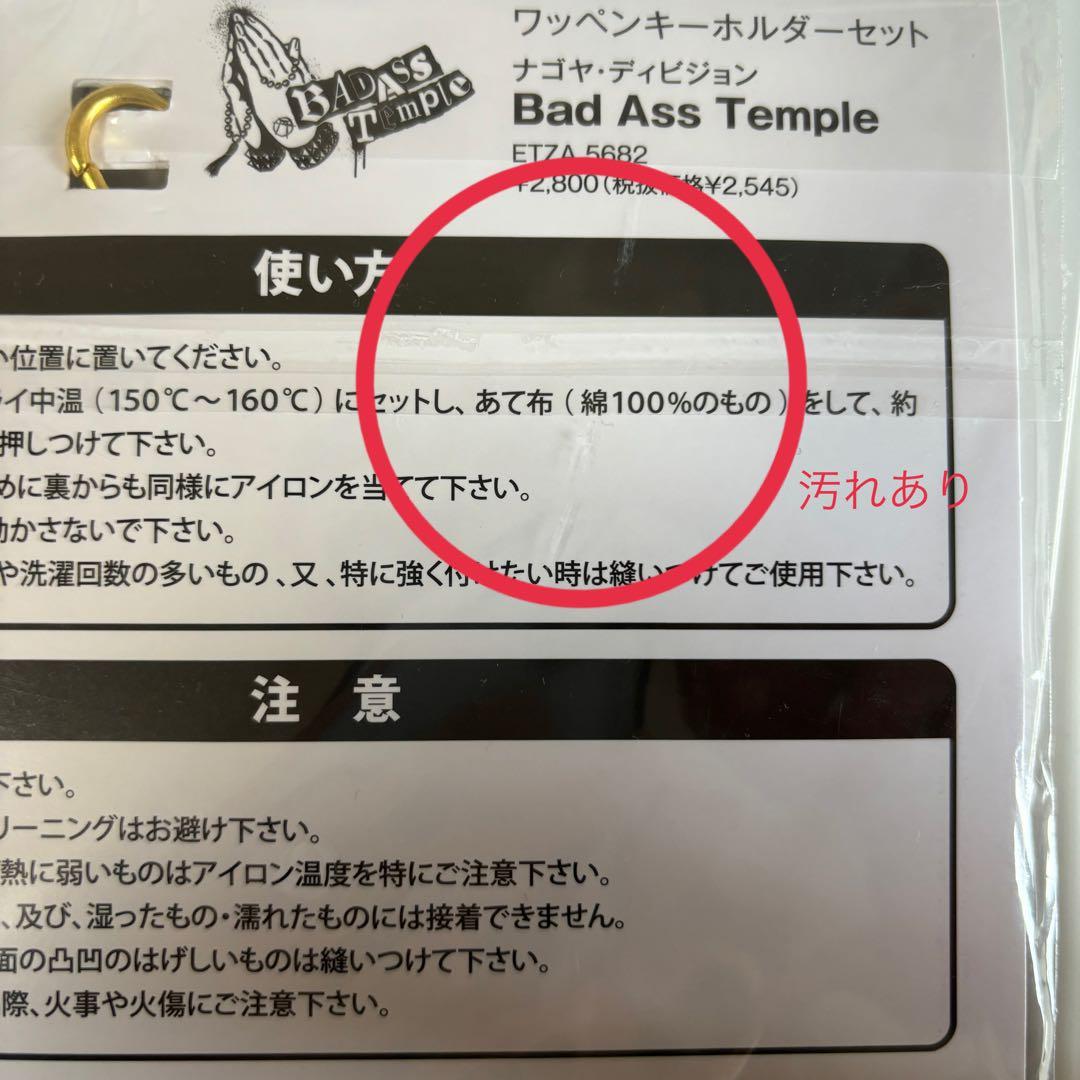 BAD ASS
Temple
ワッペンキーホルダーセット
ナゴヤ・ディビジョン
Bad Ass Temple
ETZA 5682
¥2,800(税抜価格¥2,545)
使い方
い位置に置いてください。
ライ中温(150℃〜160℃)にセットし、あて布(綿100%のもの)をして、約
押しつけて下さい。
めに裏からも同様にアイロンを当てて下さい。
動かさないで下さい。
や洗濯回数の多いもの、又、特に強く付けたい時は縫いつけてご使用下さい。
汚れあり
注 意
下さい。
リーニングはお避け下さい。
熱に弱いものはアイロン温度を特にご注意下さい。
、及び、湿ったもの・濡れたものには接着できません。
面の凸凹のはげしいものは縫いつけて下さい。
際、火事や火傷にご注意下さい。